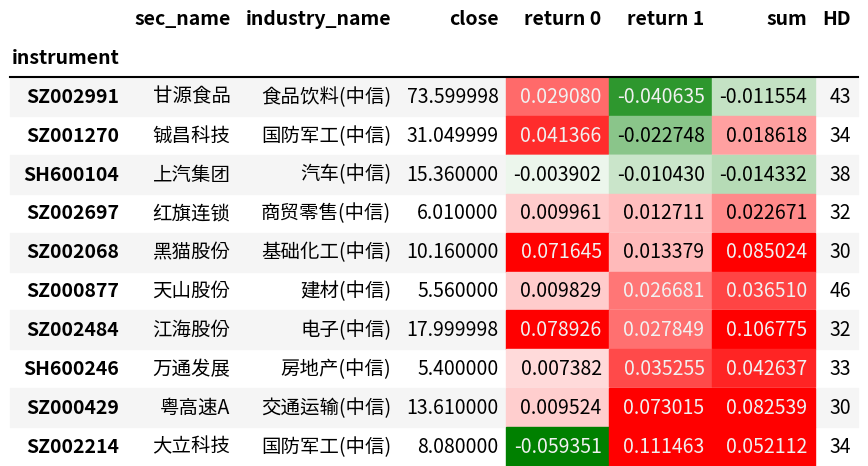 sec_name industry_name close return 0 return 1 sum HD
instrument
SZ002991 甘源食品 食品饮料(中信) 73.599998 0.029080 -0.040635 -0.011554 43
SZ001270 铖昌科技 国防军工(中信) 31.049999 0.041366 -0.022748 0.018618 34
SH600104 上汽集团 汽车(中信) 15.360000 -0.003902 -0.010430 -0.014332 38
SZ002697 红旗连锁 商贸零售(中信) 6.010000 0.009961 0.012711 0.022671 32
SZ002068 黑猫股份 基础化工(中信) 10.160000 0.071645 0.013379 0.085024 30
SZ000877 天山股份 建材(中信) 5.560000 0.009829 0.026681 0.036510 46
SZ002484 江海股份 电子(中信) 17.999998 0.078926 0.027849 0.106775 32
SH600246 万通发展 房地产(中信) 5.400000 0.007382 0.035255 0.042637 33
SZ000429 粤高速A 交通运输(中信) 13.610000 0.009524 0.073015 0.082539 30
SZ002214 大立科技 国防军工(中信) 8.080000 -0.059351 0.111463 0.052112 34